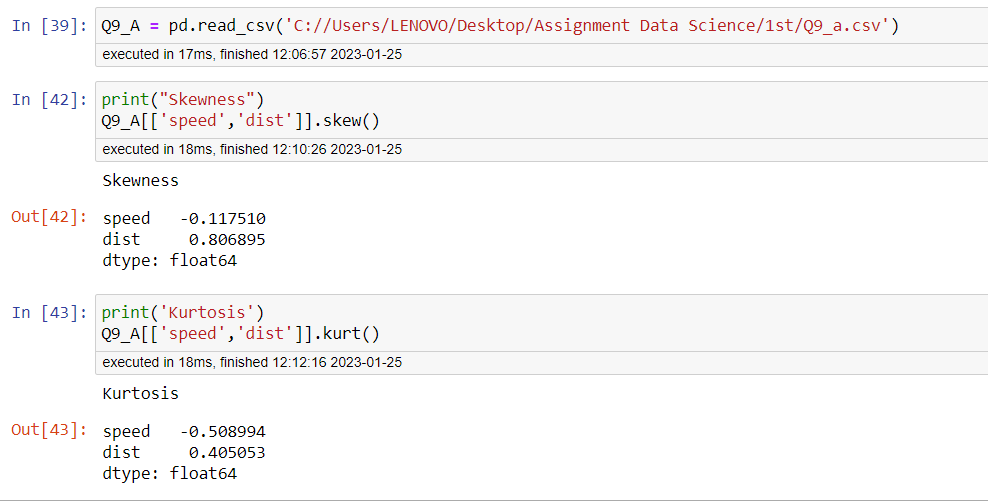 In [39]: Q9_A = pd.read_csv('C://Users/LENOVO/Desktop/Assignment Data Science/1st/Q9_a.csv')
executed in 17ms, finished 12:06:57 2023-01-25
In [42]: print("Skewness")
Q9_A[['speed','dist']].skew()
executed in 18ms, finished 12:10:26 2023-01-25
Skewness
Out[42]: speed   -0.117510
dist     0.806895
dtype: float64
In [43]: print('Kurtosis')
Q9_A[['speed','dist']].kurt()
executed in 18ms, finished 12:12:16 2023-01-25
Kurtosis
Out[43]: speed   -0.508994
dist     0.405053
dtype: float64